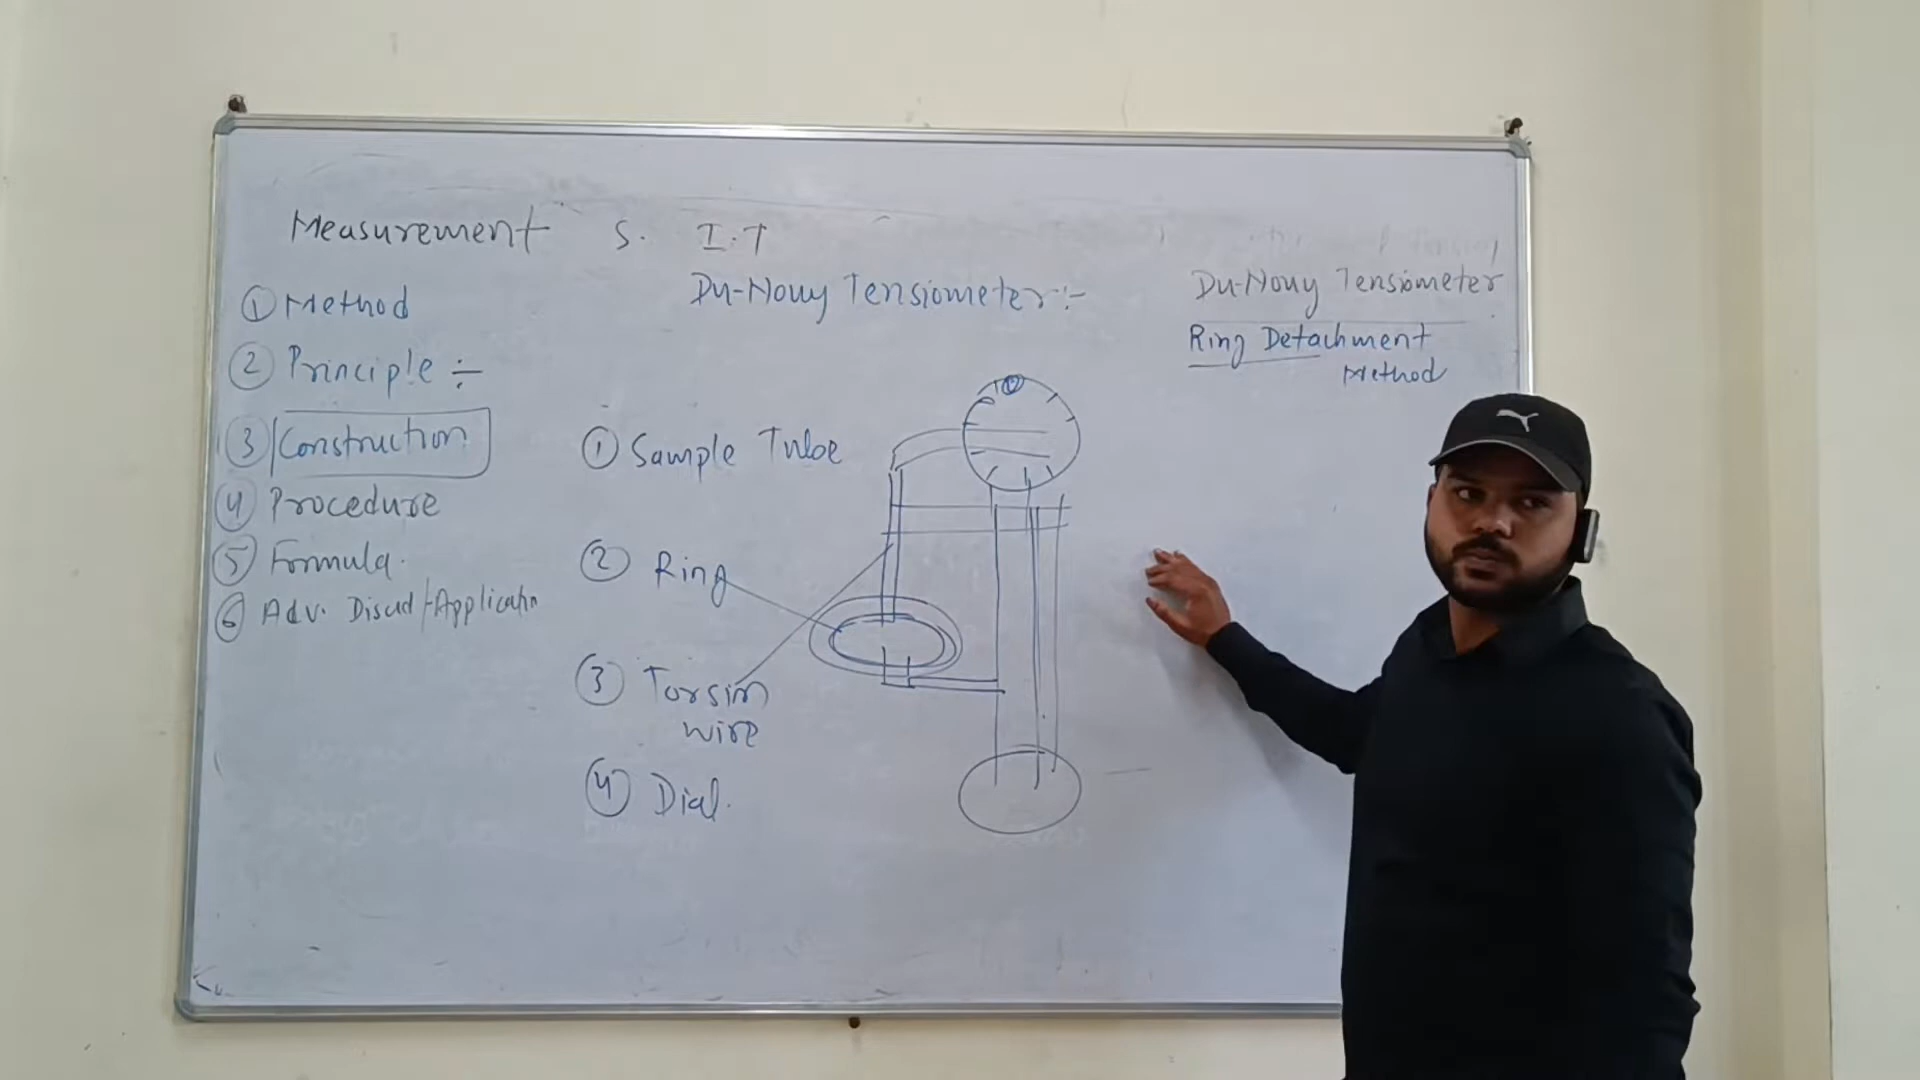 Measurement S. I.T
Du-Nouy Tensiometer:-
Du-Nouy Tensiometer
Ring Detachment
Method
① Method
② Principle ÷
③ Construction
④ Procedure
⑤ Formula.
⑥ Adv. Disad/-Applicatn
① Sample Tube
② Ring
③ Torsion
wire
④ Dial.